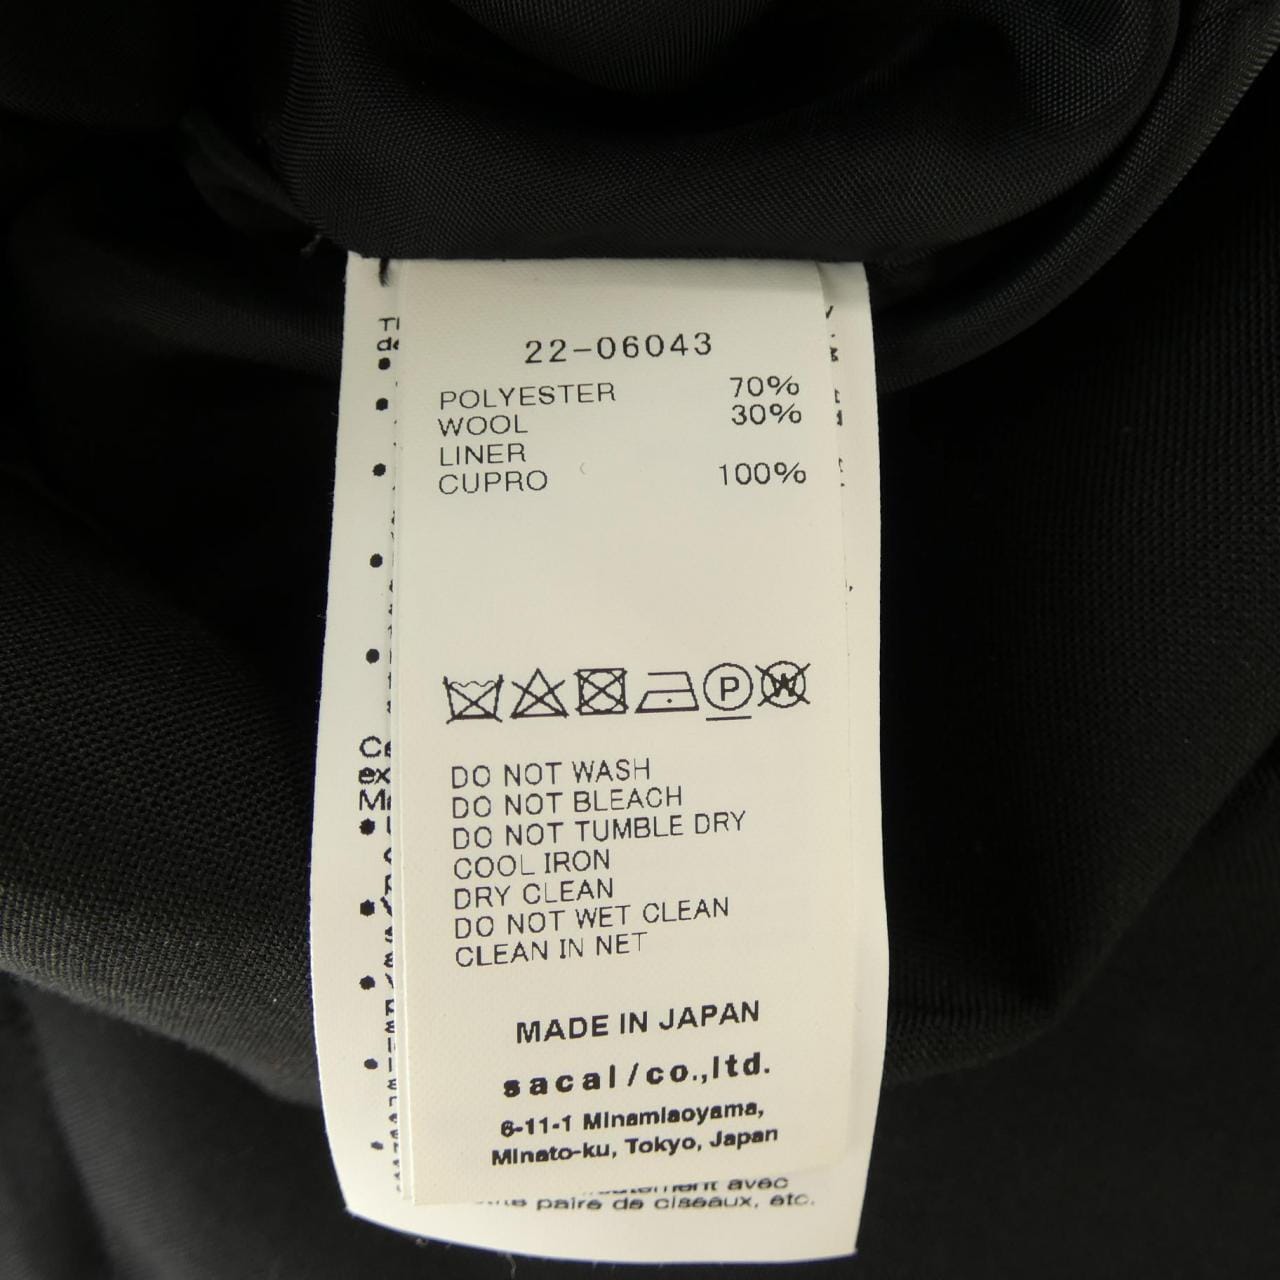 22-06043
POLYESTER 70%
WOOL 30%
LINER
CUPRO 100%
P W
DO NOT WASH
DO NOT BLEACH
DO NOT TUMBLE DRY
COOL IRON
DRY CLEAN
DO NOT WET CLEAN
CLEAN IN NET
MADE IN JAPAN
sacai/co.,ltd.
6-11-1 Minamiaoyama,
Minato-ku, Tokyo, Japan
avec
paire de ciseaux, etc.